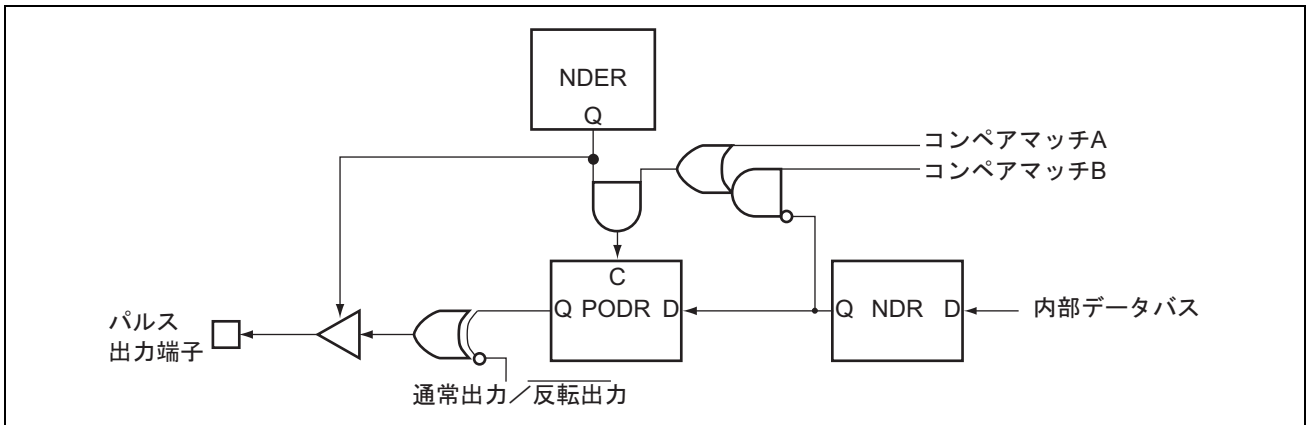 NDER
Q
コンペアマッチA
コンペアマッチB
C
Q PODR D
Q NDR D
内部データバス
パルス
出力端子
通常出力／反転出力